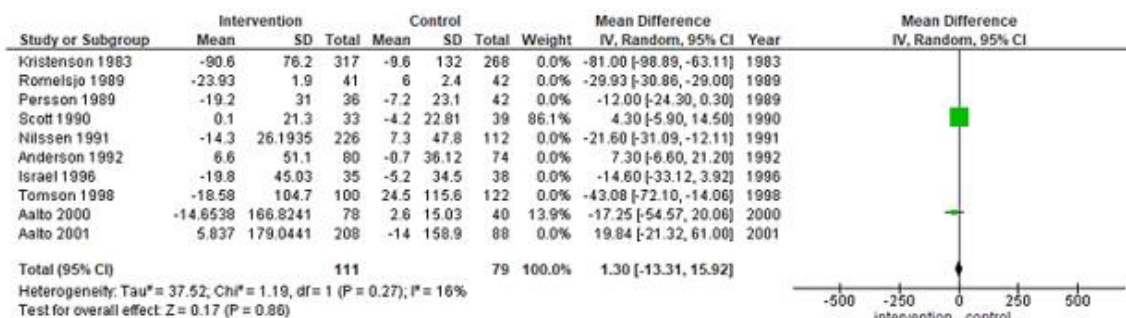 Intervention Control Mean Difference Mean Difference
Study or Subgroup Mean SD Total Mean SD Total Weight IV, Random, 95% CI Year IV, Random, 95% CI
Kristenson 1983 -90.6 76.2 317 -9.6 132 268 0.0% -81.00 [-98.89, -63.11] 1983
Romelsjo 1989 -23.93 1.9 41 6 2.4 42 0.0% -29.93 [-30.86, -29.00] 1989
Persson 1989 -19.2 31 36 -7.2 23.1 42 0.0% -12.00 [-24.30, 0.30] 1989
Scott 1990 0.1 21.3 33 -4.2 22.81 39 86.1% 4.30 [-5.90, 14.50] 1990
Nilssen 1991 -14.3 26.1935 226 7.3 47.8 112 0.0% -21.60 [-31.09, -12.11] 1991
Anderson 1992 6.6 51.1 80 -0.7 36.12 74 0.0% 7.30 [-6.60, 21.20] 1992
Israel 1996 -19.8 45.03 35 -5.2 34.5 38 0.0% -14.60 [-33.12, 3.92] 1996
Tomson 1998 -18.58 104.7 100 24.5 115.6 122 0.0% -43.08 [-72.10, -14.06] 1998
Aalto 2000 -14.6538 166.8241 78 2.6 15.03 40 13.9% -17.25 [-54.57, 20.06] 2000
Aalto 2001 5.837 179.0441 208 -14 158.9 88 0.0% 19.84 [-21.32, 61.00] 2001
Total (95% CI) 111 79 100.0% 1.30 [-13.31, 15.92]
Heterogeneity: Tau² = 37.52; Chi² = 1.19, df = 1 (P = 0.27); I² = 16%
Test for overall effect: Z = 0.17 (P = 0.86)
-500 -250 0 250 500
intervention control